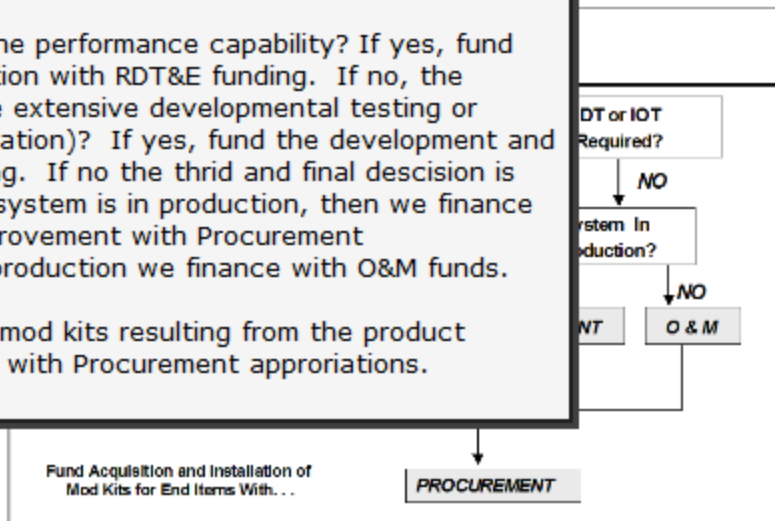 ne performance capability? If yes, fund
tion with RDT&E funding. If no, the
e extensive developmental testing or
ation)? If yes, fund the development and
g. If no the thrid and final descision is
system is in production, then we finance
rovement with Procurement
production we finance with O&M funds.
mod kits resulting from the product
with Procurement approriations.
DT or IOT
Required?
NO
ystem In
duction?
NO
NT
O & M
Fund Acquisition and Installation of
Mod Kits for End Items With. . .
PROCUREMENT